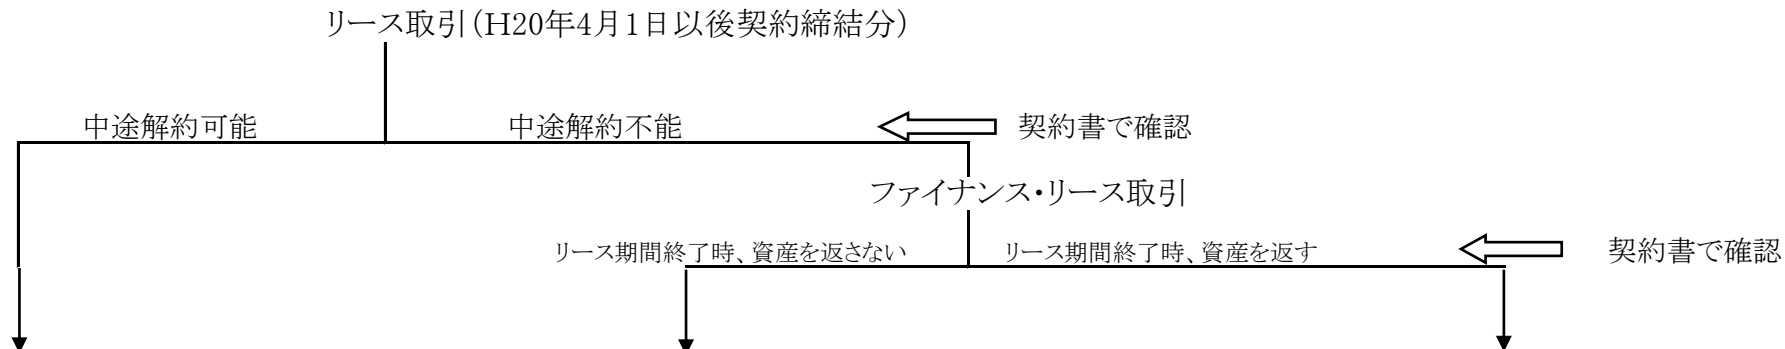 リース取引（H20年4月1日以後契約締結分）
中途解約可能
中途解約不能
契約書で確認
ファイナンス・リース取引
リース期間終了時、資産を返さない
リース期間終了時、資産を返す
契約書で確認